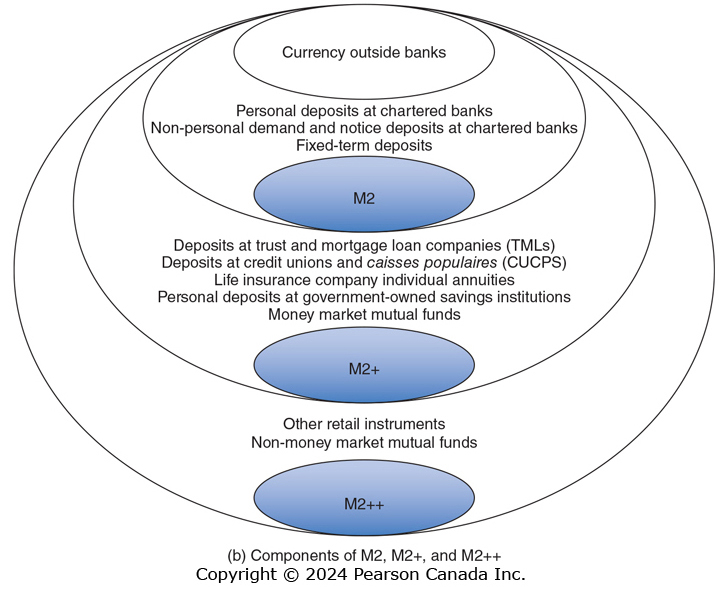 Currency outside banks
Personal deposits at chartered banks
Non-personal demand and notice deposits at chartered banks
Fixed-term deposits
M2
Deposits at trust and mortgage loan companies (TMLs)
Deposits at credit unions and caisses populaires (CUCPS)
Life insurance company individual annuities
Personal deposits at government-owned savings institutions
Money market mutual funds
M2+
Other retail instruments
Non-money market mutual funds
M2++
(b) Components of M2, M2+, and M2++
Copyright © 2024 Pearson Canada Inc.